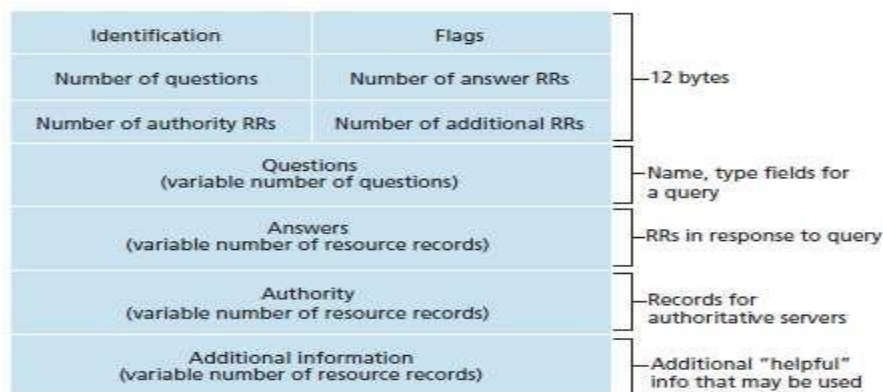 Identification
Flags
Number of questions
Number of answer RRs
12 bytes
Number of authority RRs
Number of additional RRs
Questions
(variable number of questions)
Name, type fields for
a query
Answers
(variable number of resource records)
RRs in response to query
Authority
(variable number of resource records)
Records for
authoritative servers
Additional information
(variable number of resource records)
Additional “helpful”
info that may be used